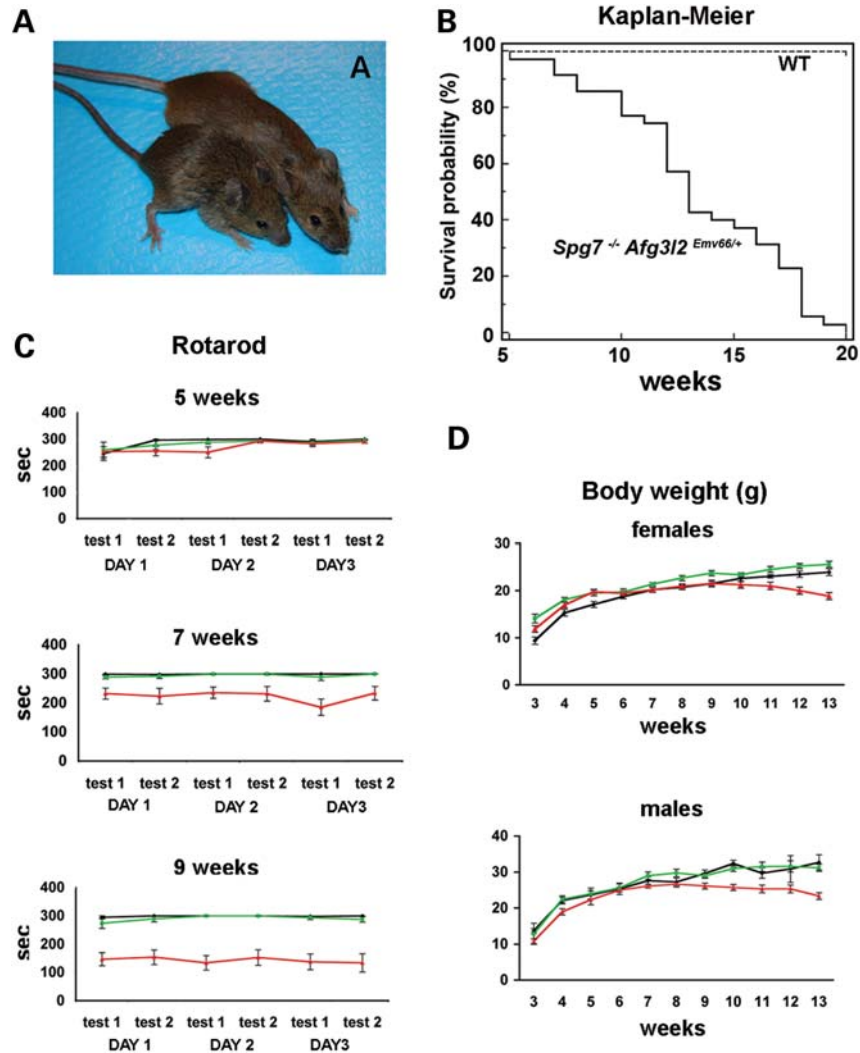 A
A
B
Kaplan-Meier
Survival probability (%)
100
80
60
40
20
0
WT
Spg7 -/- Afg3l2 Emv66/+
5 10 15 20
weeks
C
Rotarod
5 weeks
sec
400
300
200
100
0
test 1 test 2 test 1 test 2 test 1 test 2
DAY 1 DAY 2 DAY3
7 weeks
sec
400
300
200
100
0
test 1 test 2 test 1 test 2 test 1 test 2
DAY 1 DAY 2 DAY3
9 weeks
sec
400
300
200
100
0
test 1 test 2 test 1 test 2 test 1 test 2
DAY 1 DAY 2 DAY3
D
Body weight (g)
females
30
20
10
0
3 4 5 6 7 8 9 10 11 12 13
weeks
males
40
30
20
10
0
3 4 5 6 7 8 9 10 11 12 13
weeks